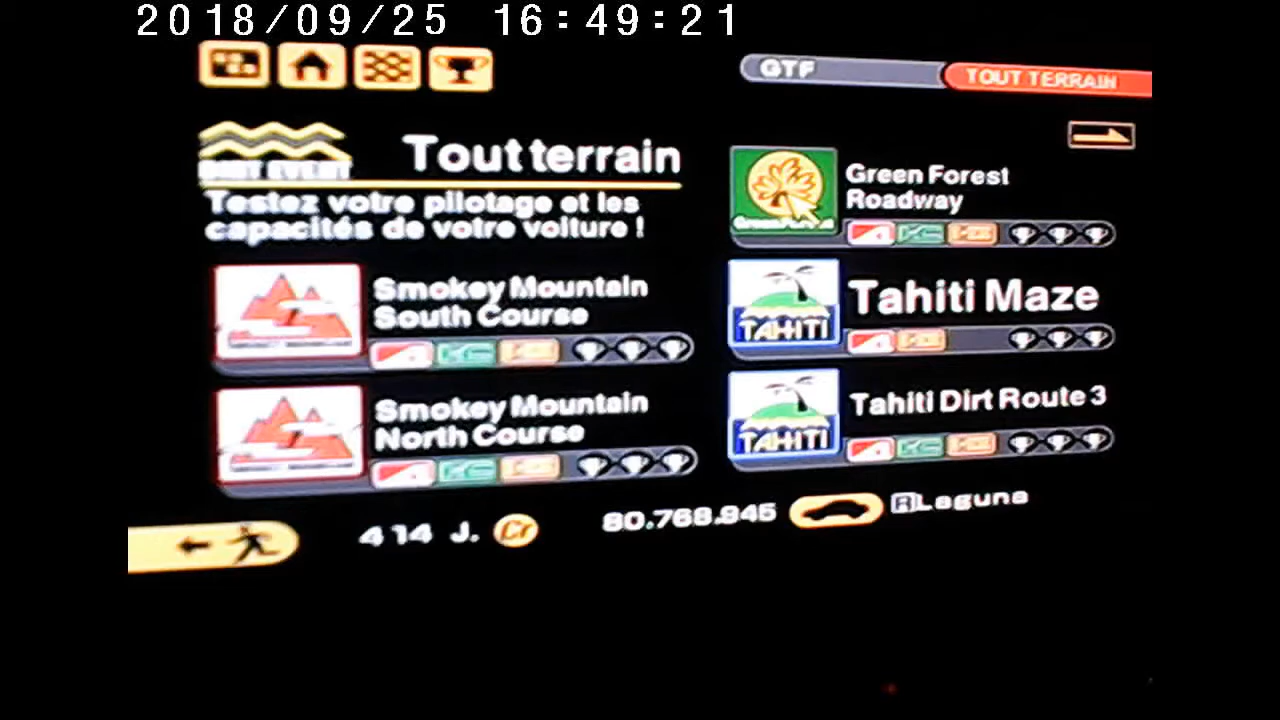 2018/09/25 16:49:21
GTF
TOUT TERRAIN
Tout terrain
Testez votre pilotage et les
capacités de votre voiture !
Smokey Mountain
South Course
Smokey Mountain
North Course
Green Forest
Roadway
Tahiti Maze
TAHITI
Tahiti Dirt Route 3
TAHITI
414 J. Cr 80.768.945 RLaguna